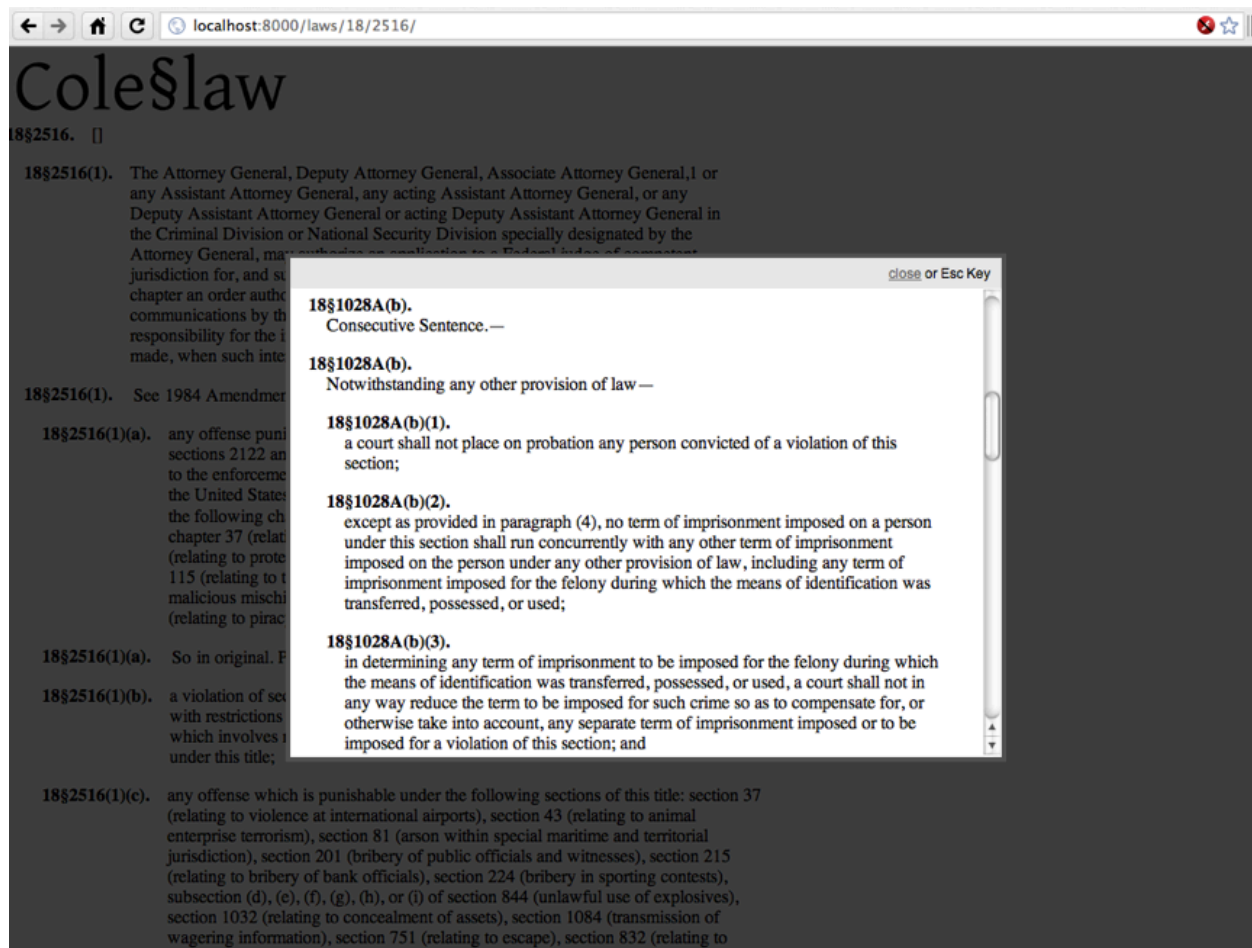 localhost:8000/laws/18/2516/
Cole§law
18§2516. []
18§2516(1). The Attorney General, Deputy Attorney General, Associate Attorney General,1 or
any Assistant Attorney General, any acting Assistant Attorney General, or any
Deputy Assistant Attorney General or acting Deputy Assistant Attorney General in
the Criminal Division or National Security Division specially designated by the
Attorney General, may authorize an application to a Federal judge of competent
jurisdiction for, and su
chapter an order autho
communications by th
responsibility for the i
made, when such inte
18§2516(1). See 1984 Amendmen
18§2516(1)(a). any offense puni
sections 2122 an
to the enforceme
the United States
the following ch
chapter 37 (relati
(relating to prote
115 (relating to t
malicious mischi
(relating to pirac
18§2516(1)(a). So in original. P
18§2516(1)(b). a violation of sec
with restrictions
which involves
under this title;
18§2516(1)(c). any offense which is punishable under the following sections of this title: section 37
(relating to violence at international airports), section 43 (relating to animal
enterprise terrorism), section 81 (arson within special maritime and territorial
jurisdiction), section 201 (bribery of public officials and witnesses), section 215
(relating to bribery of bank officials), section 224 (bribery in sporting contests),
subsection (d), (e), (f), (g), (h), or (i) of section 844 (unlawful use of explosives),
section 1032 (relating to concealment of assets), section 1084 (transmission of
wagering information), section 751 (relating to escape), section 832 (relating to
close or Esc Key
18§1028A(b).
Consecutive Sentence.—
18§1028A(b).
Notwithstanding any other provision of law—
18§1028A(b)(1).
a court shall not place on probation any person convicted of a violation of this
section;
18§1028A(b)(2).
except as provided in paragraph (4), no term of imprisonment imposed on a person
under this section shall run concurrently with any other term of imprisonment
imposed on the person under any other provision of law, including any term of
imprisonment imposed for the felony during which the means of identification was
transferred, possessed, or used;
18§1028A(b)(3).
in determining any term of imprisonment to be imposed for the felony during which
the means of identification was transferred, possessed, or used, a court shall not in
any way reduce the term to be imposed for such crime so as to compensate for, or
otherwise take into account, any separate term of imprisonment imposed or to be
imposed for a violation of this section; and